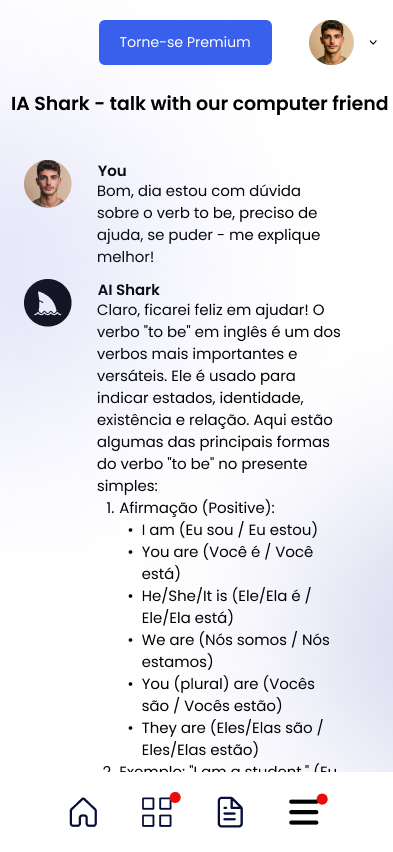 Torne-se Premium
IA Shark - talk with our computer friend
You
Bom, dia estou com dúvida
sobre o verb to be, preciso de
ajuda, se puder - me explique
melhor!
AI Shark
Claro, ficarei feliz em ajudar! O
verbo "to be" em inglês é um dos
verbos mais importantes e
versáteis. Ele é usado para
indicar estados, identidade,
existência e relação. Aqui estão
algumas das principais formas
do verbo "to be" no presente
simples:
1. Afirmação (Positive):
• I am (Eu sou / Eu estou)
• You are (Você é / Você
está)
• He/She/It is (Ele/Ela é /
Ele/Ela está)
• We are (Nós somos / Nós
estamos)
• You (plural) are (Vocês
são / Vocês estão)
• They are (Eles/Elas são /
Eles/Elas estão)
2. Exemplo: "I am a student." (Eu